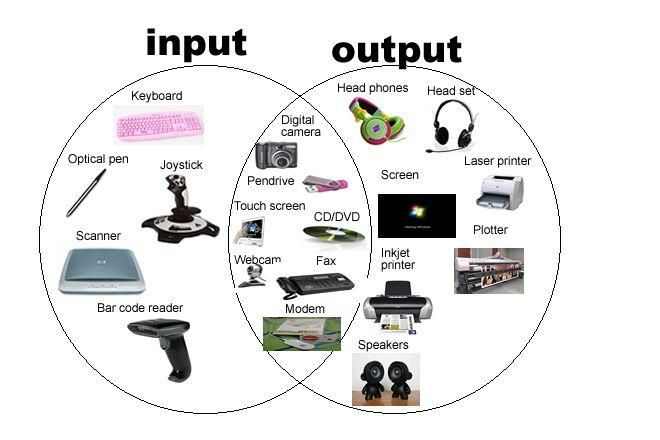 input
output
Keyboard
Optical pen
Joystick
Scanner
Bar code reader
Digital
camera
Pendrive
Touch screen
CD/DVD
Webcam
Fax
Modem
Head phones
Head set
Laser printer
Screen
Plotter
Inkjet
printer
Speakers